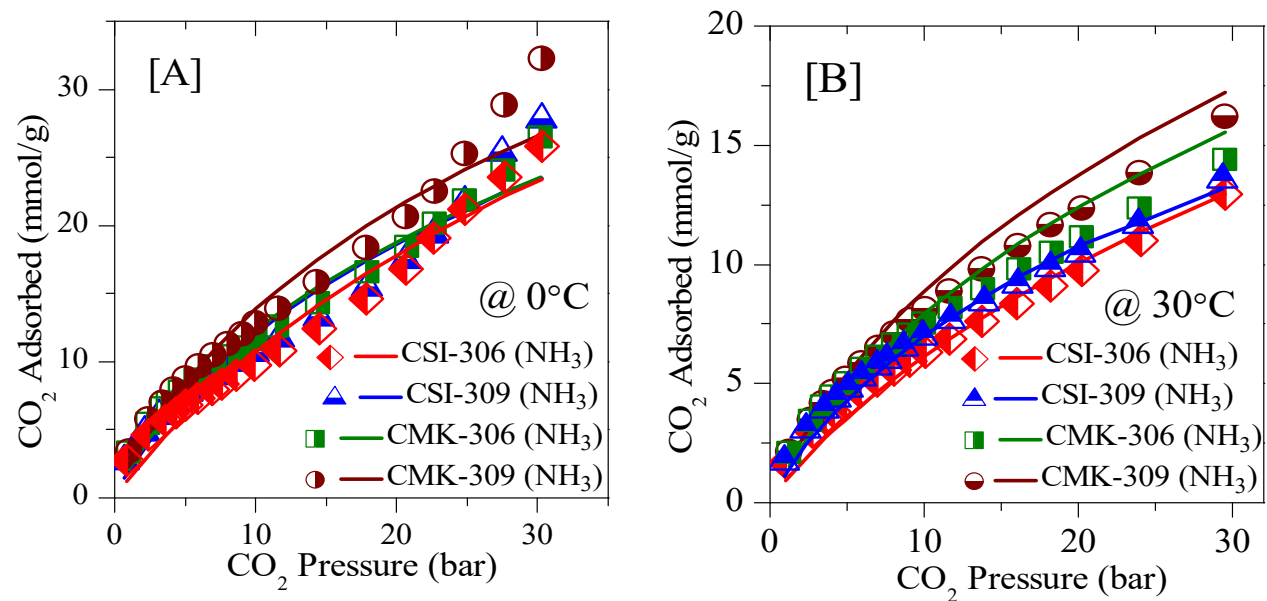 [A]
CO₂ Adsorbed (mmol/g)
30
20
10
0
@ 0°C
CSI-306 (NH₃)
CSI-309 (NH₃)
CMK-306 (NH₃)
CMK-309 (NH₃)
0 10 20 30
CO₂ Pressure (bar)
[B]
CO₂ Adsorbed (mmol/g)
20
15
10
5
0
@ 30°C
CSI-306 (NH₃)
CSI-309 (NH₃)
CMK-306 (NH₃)
CMK-309 (NH₃)
0 10 20 30
CO₂ Pressure (bar)